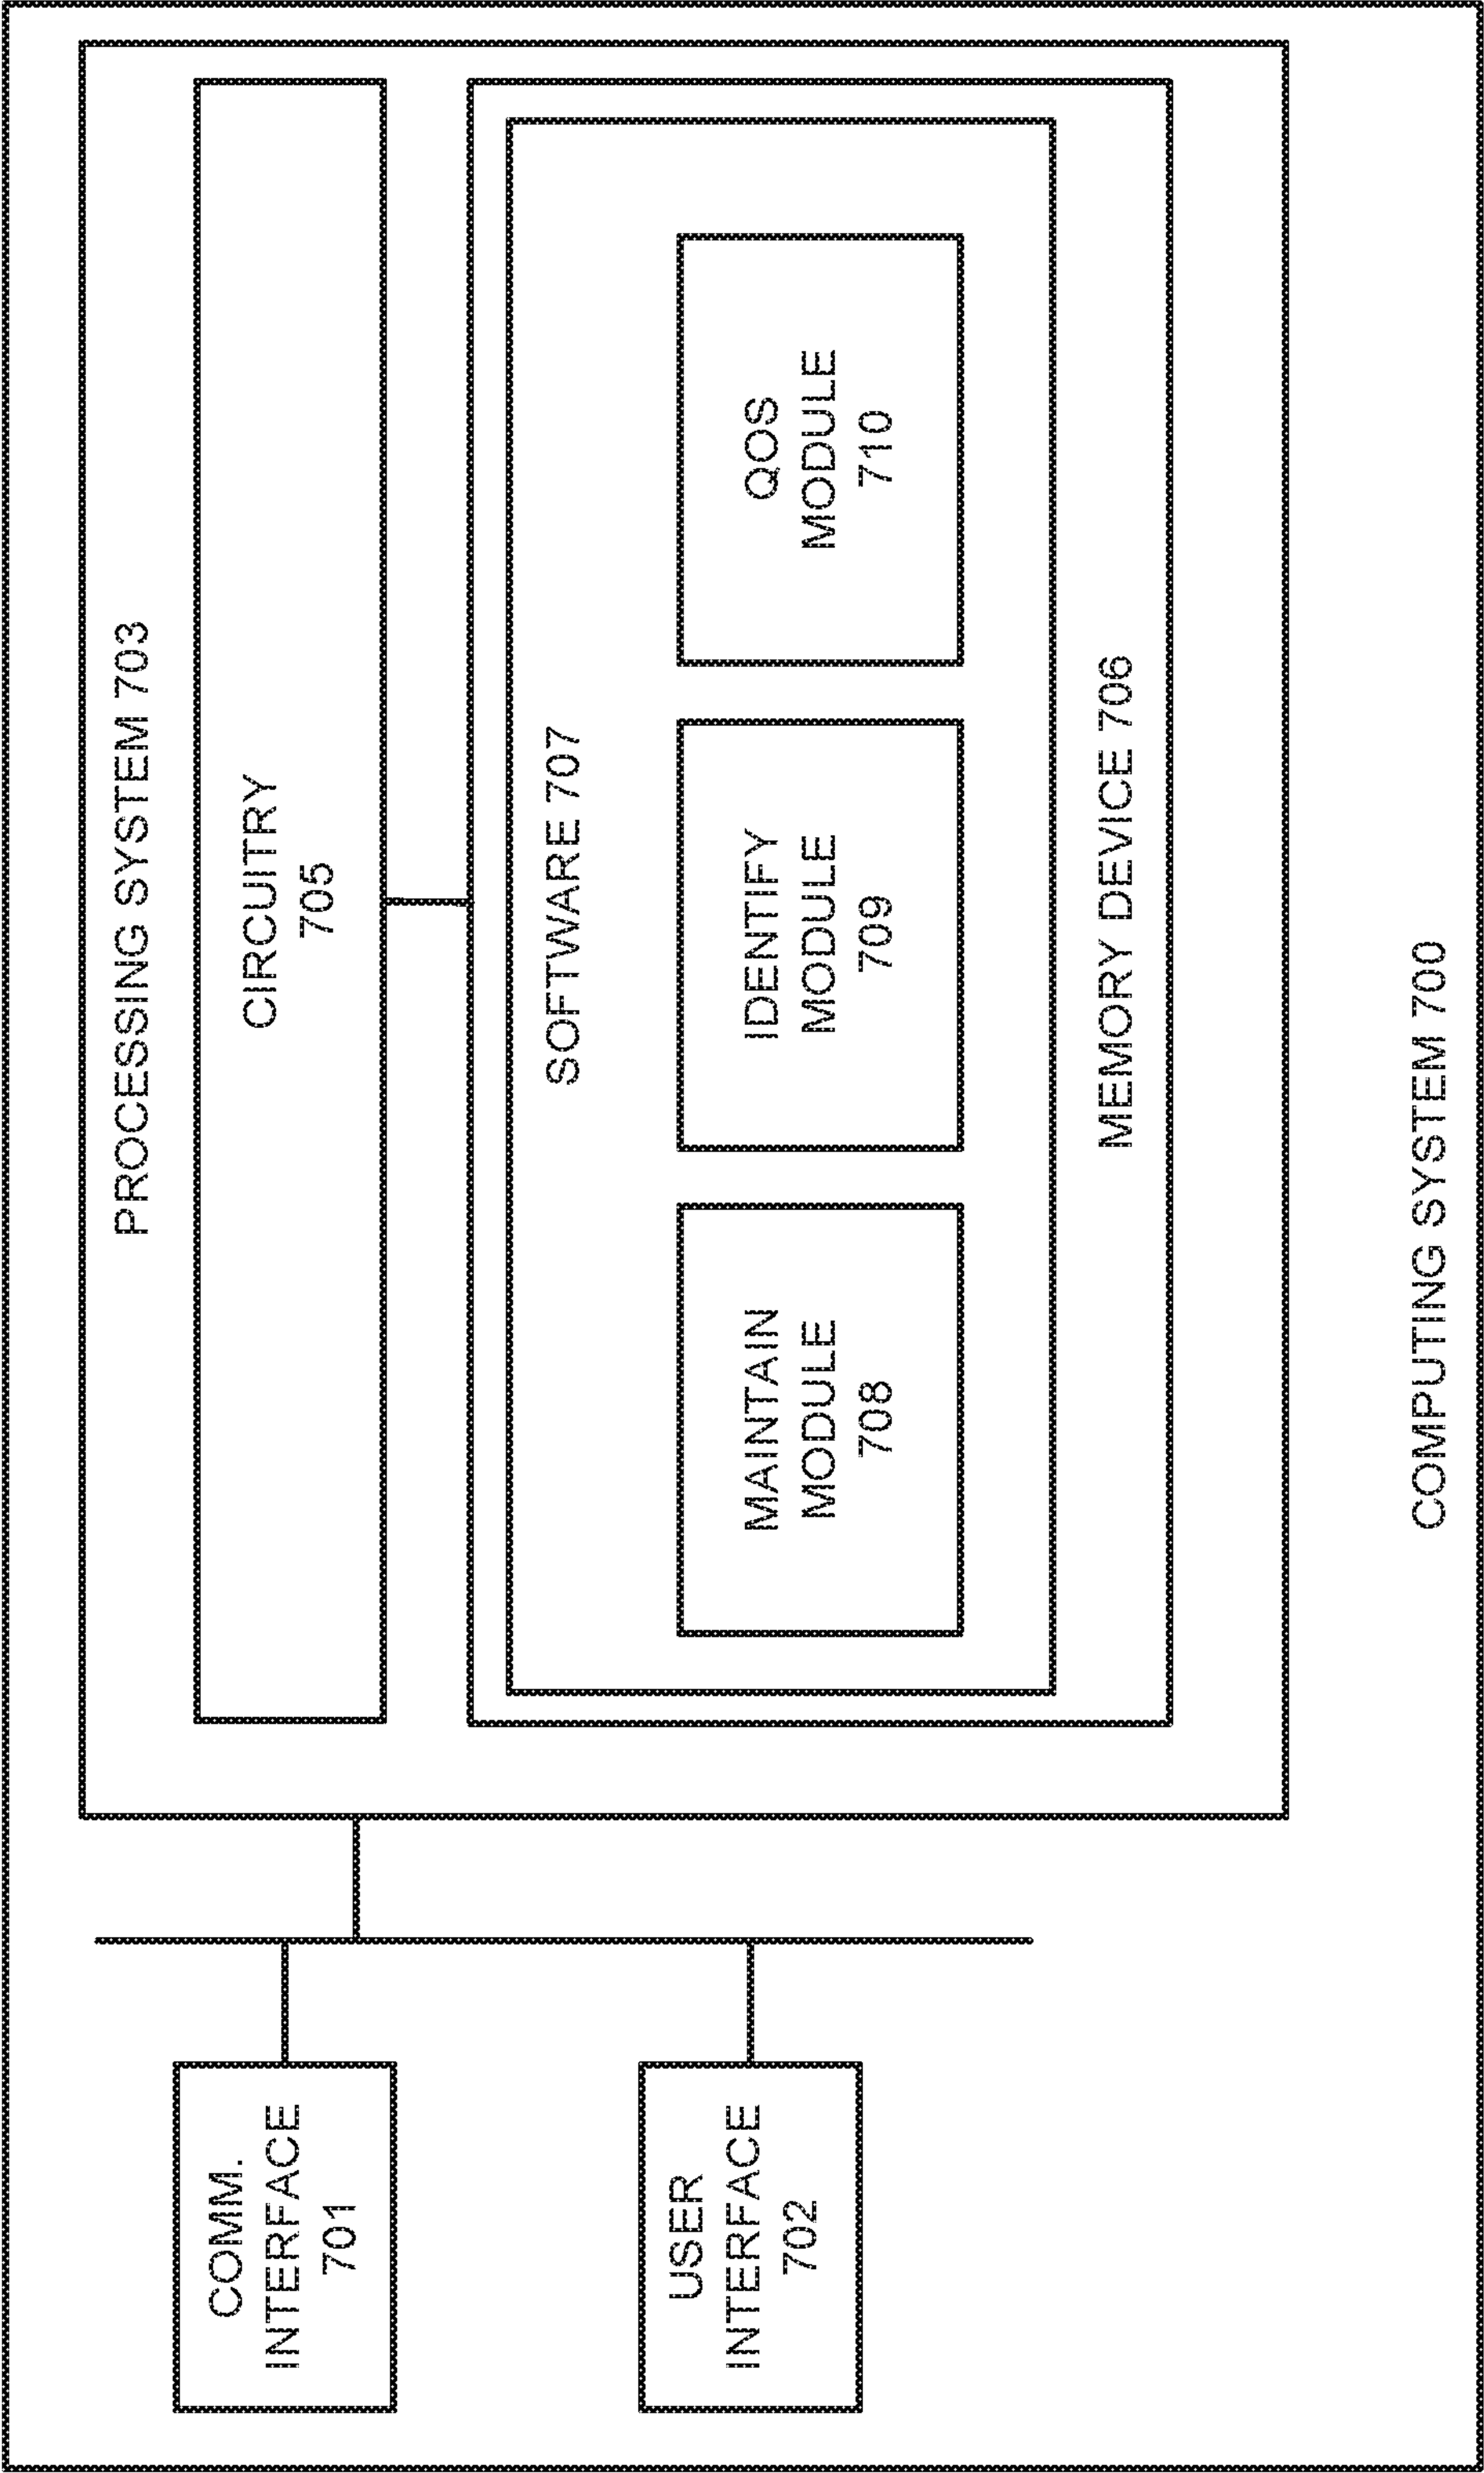 PROCESSING SYSTEM 703
CIRCUITRY
705
COMM.
INTERFACE
701
SOFTWARE 707
USER
INTERFACE
702
MAINTAIN
MODULE
708
IDENTIFY
MODULE
709
QOS
MODULE
710
MEMORY DEVICE 706
COMPUTING SYSTEM 700